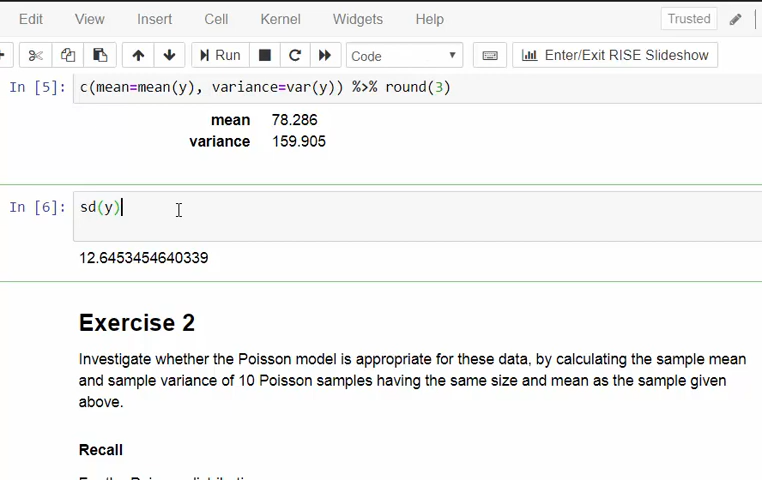 Edit View Insert Cell Kernel Widgets Help Trusted
Run Code Enter/Exit RISE Slideshow
In [5]: c(mean=mean(y), variance=var(y)) %>% round(3)
mean 78.286
variance 159.905
In [6]: sd(y)
12.6453454640339
Exercise 2
Investigate whether the Poisson model is appropriate for these data, by calculating the sample mean
and sample variance of 10 Poisson samples having the same size and mean as the sample given
above.
Recall